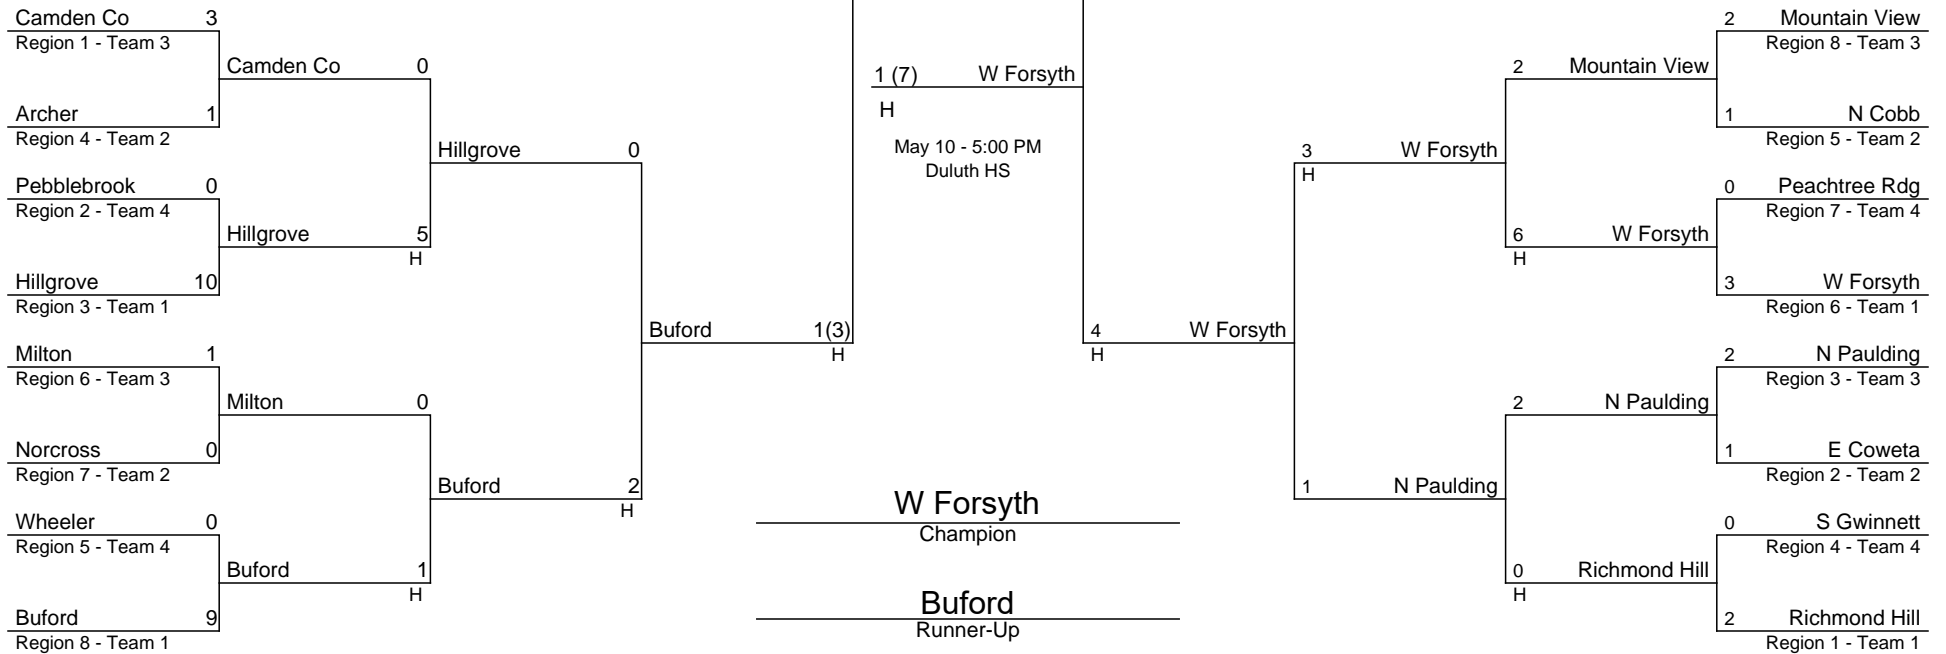 Camden Co 3
Region 1 - Team 3
Camden Co 0
Archer 1
Region 4 - Team 2
Hillgrove 0
Pebblebrook 0
Region 2 - Team 4
Hillgrove 5
H
Hillgrove 10
Region 3 - Team 1
Buford 1(3)
H
Milton 1
Region 6 - Team 3
Milton 0
Norcross 0
Region 7 - Team 2
Buford 2
H
Wheeler 0
Region 5 - Team 4
Buford 1
H
Buford 9
Region 8 - Team 1
1 (7) W Forsyth
H
May 10 - 5:00 PM
Duluth HS
W Forsyth
Champion
Buford
Runner-Up
2 Mountain View
Region 8 - Team 3
2 Mountain View
1 N Cobb
Region 5 - Team 2
3 W Forsyth
H
0 Peachtree Rdg
Region 7 - Team 4
6 W Forsyth
H
3 W Forsyth
Region 6 - Team 1
4 W Forsyth
H
2 N Paulding
Region 3 - Team 3
2 N Paulding
1 E Coweta
Region 2 - Team 2
1 N Paulding
0 S Gwinnett
Region 4 - Team 4
0 Richmond Hill
H
2 Richmond Hill
Region 1 - Team 1